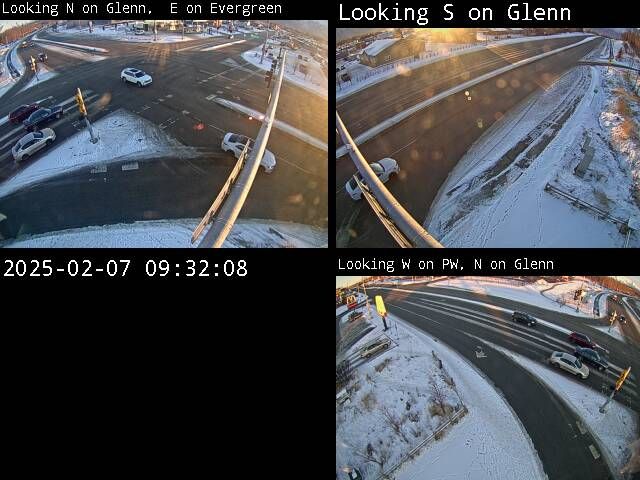 Looking N on Glenn,  E on Evergreen
Looking S on Glenn
2025-02-07 09:32:08
Looking W on PW, N on Glenn